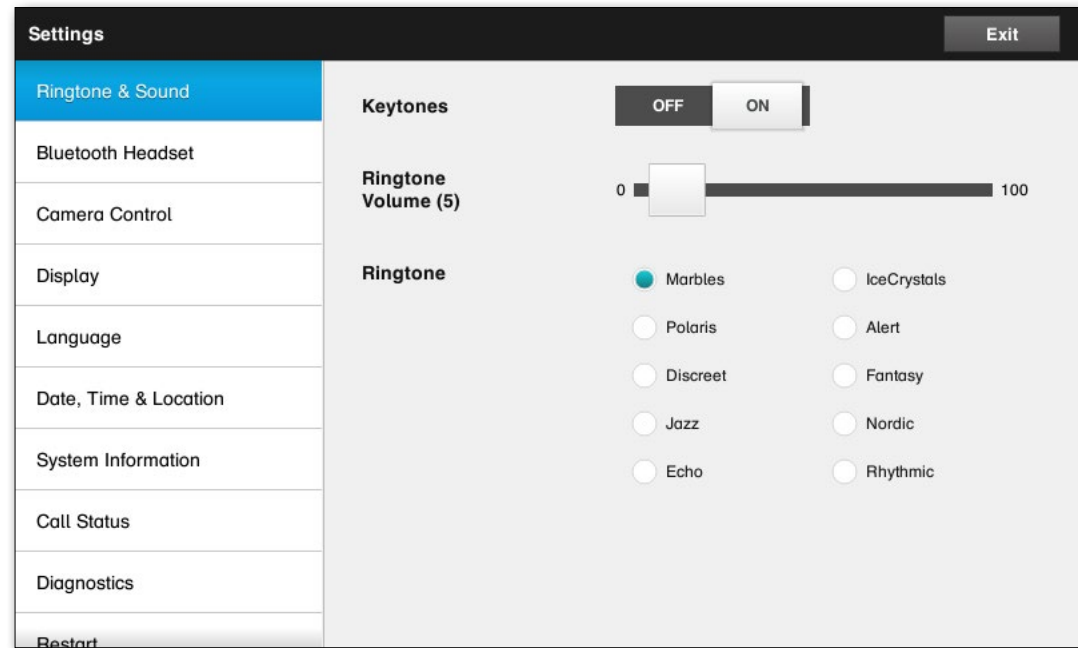 Settings
Exit
Ringtone & Sound
Bluetooth Headset
Camera Control
Display
Language
Date, Time & Location
System Information
Call Status
Diagnostics
Restart
Keytones
OFF ON
Ringtone
Volume (5)
0 100
Ringtone
Marbles IceCrystals
Polaris Alert
Discreet Fantasy
Jazz Nordic
Echo Rhythmic